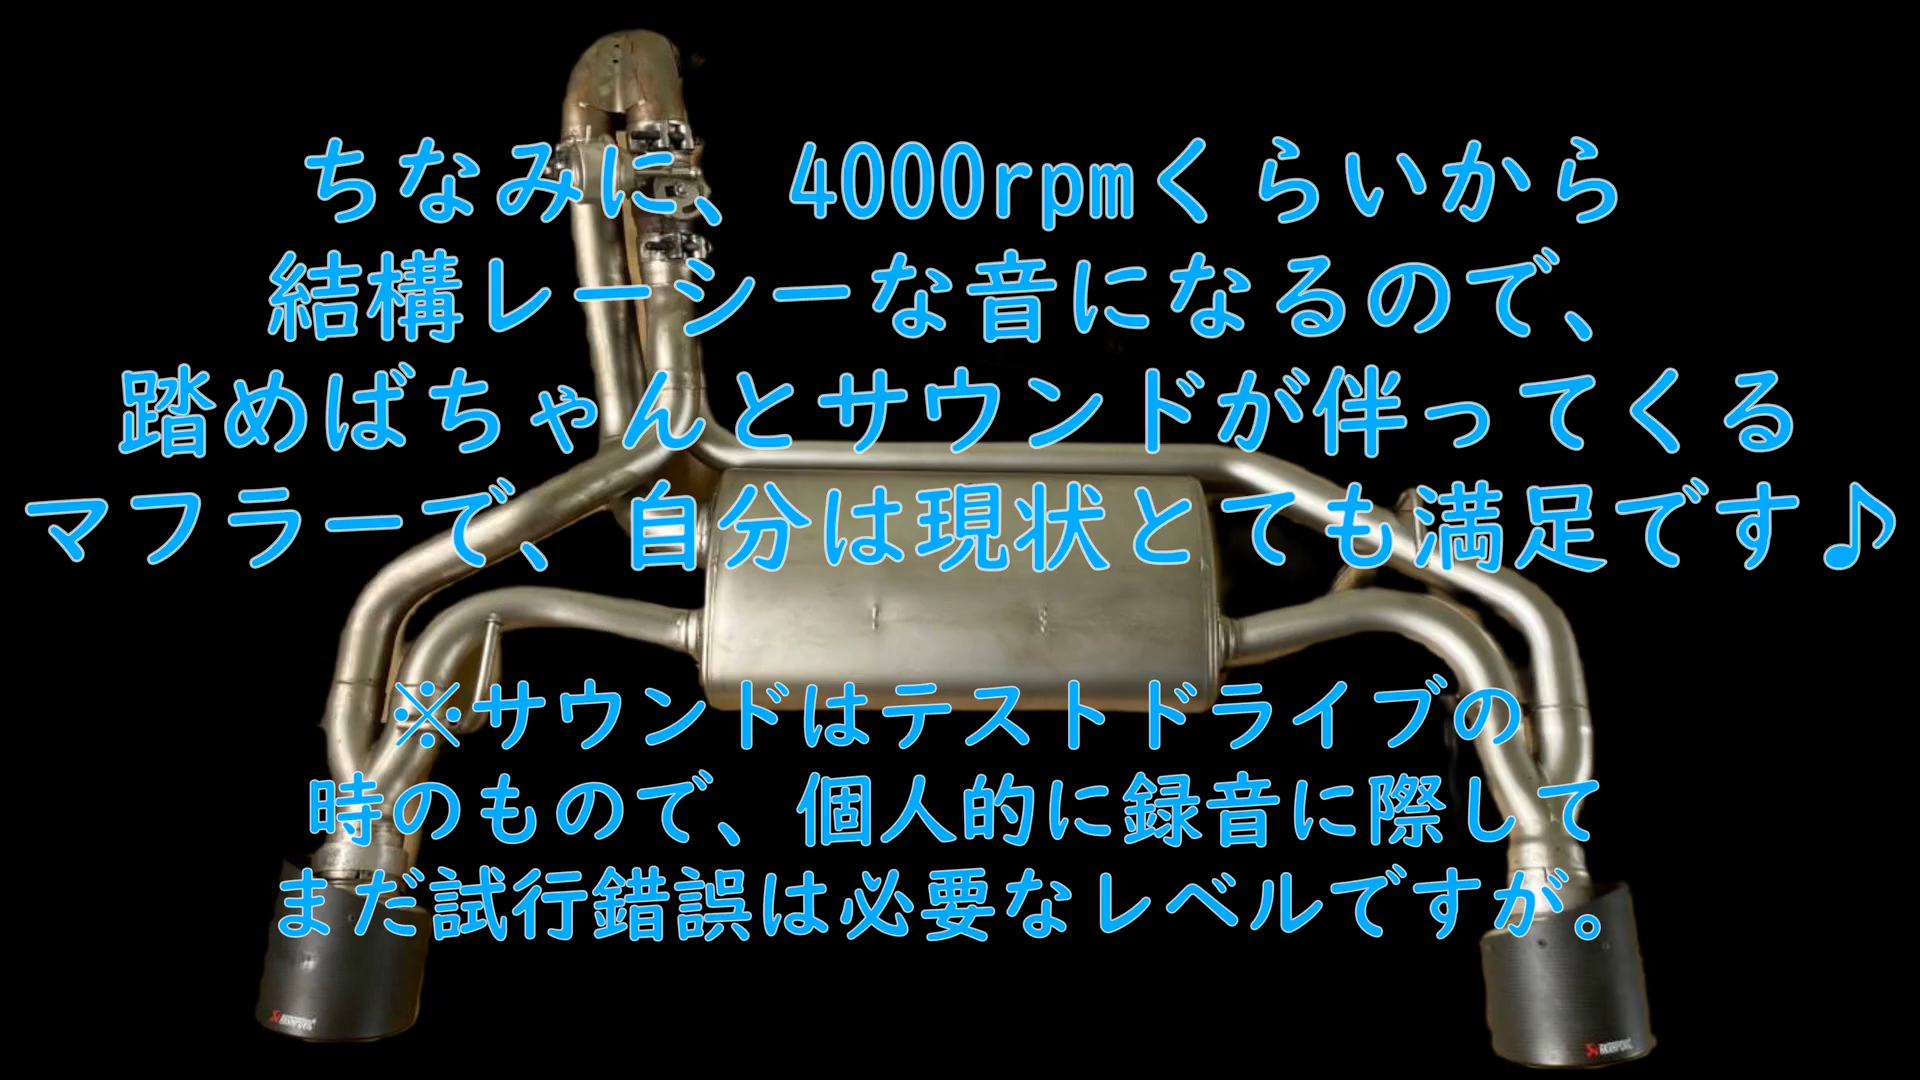 ちなみに、4000rpmくらいから
結構レーシーな音になるので、
踏めばちゃんとサウンドが伴ってくる
マフラーで、自分は現状とても満足です♪
※サウンドはテストドライブの
時のもので、個人的に録音に際して
まだ試行錯誤は必要なレベルですが。
AKRAPOVIČ
AKRAPOVIČ